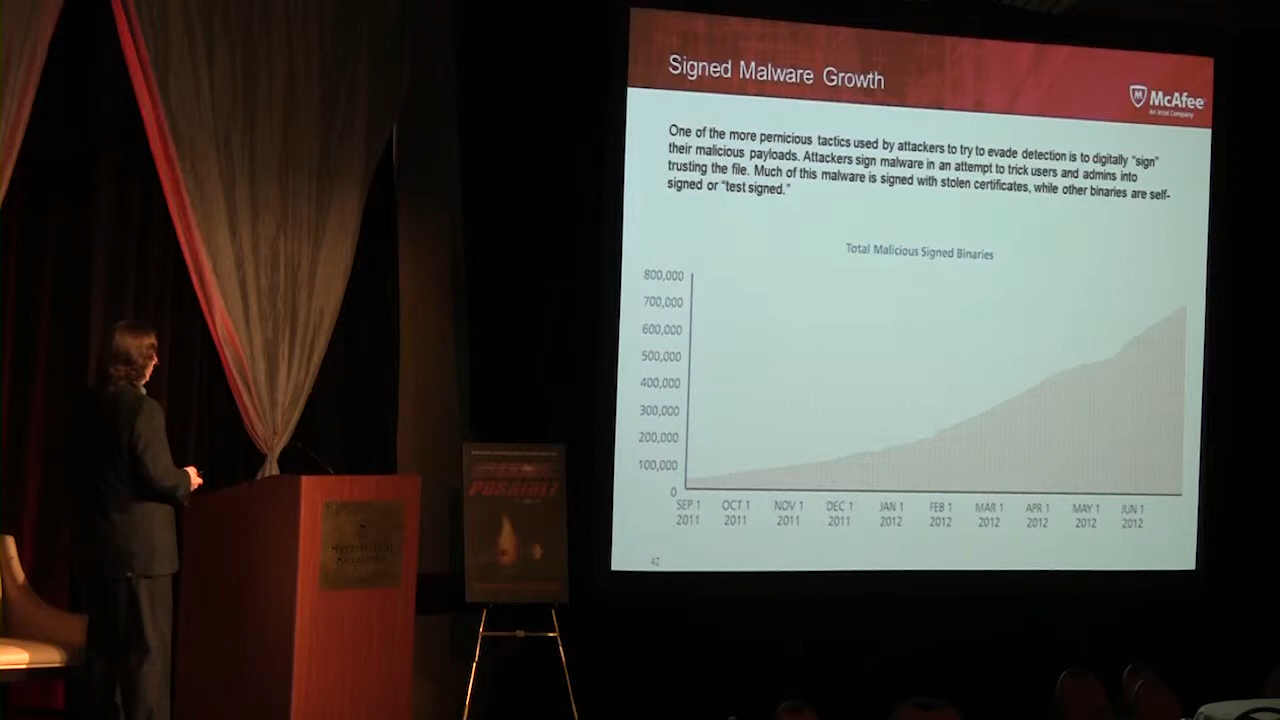 Signed Malware Growth
McAfee
An Intel Company
One of the more pernicious tactics used by attackers to try to evade detection is to digitally "sign"
their malicious payloads. Attackers sign malware in an attempt to trick users and admins into
trusting the file. Much of this malware is signed with stolen certificates, while other binaries are self-
signed or "test signed."
Total Malicious Signed Binaries
800,000
700,000
600,000
500,000
400,000
300,000
200,000
100,000
0
SEP 1 OCT 1 NOV 1 DEC 1 JAN 1 FEB 1 MAR 1 APR 1 MAY 1 JUN 1
2011 2011 2011 2011 2012 2012 2012 2012 2012 2012
42
POSSIBLE!